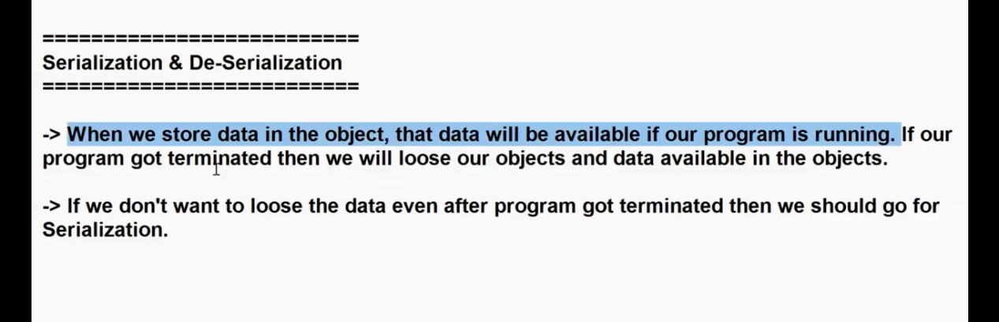 ==========================
Serialization & De-Serialization
==========================
-> When we store data in the object, that data will be available if our program is running. If our
program got terminated then we will loose our objects and data available in the objects.
-> If we don't want to loose the data even after program got terminated then we should go for
Serialization.